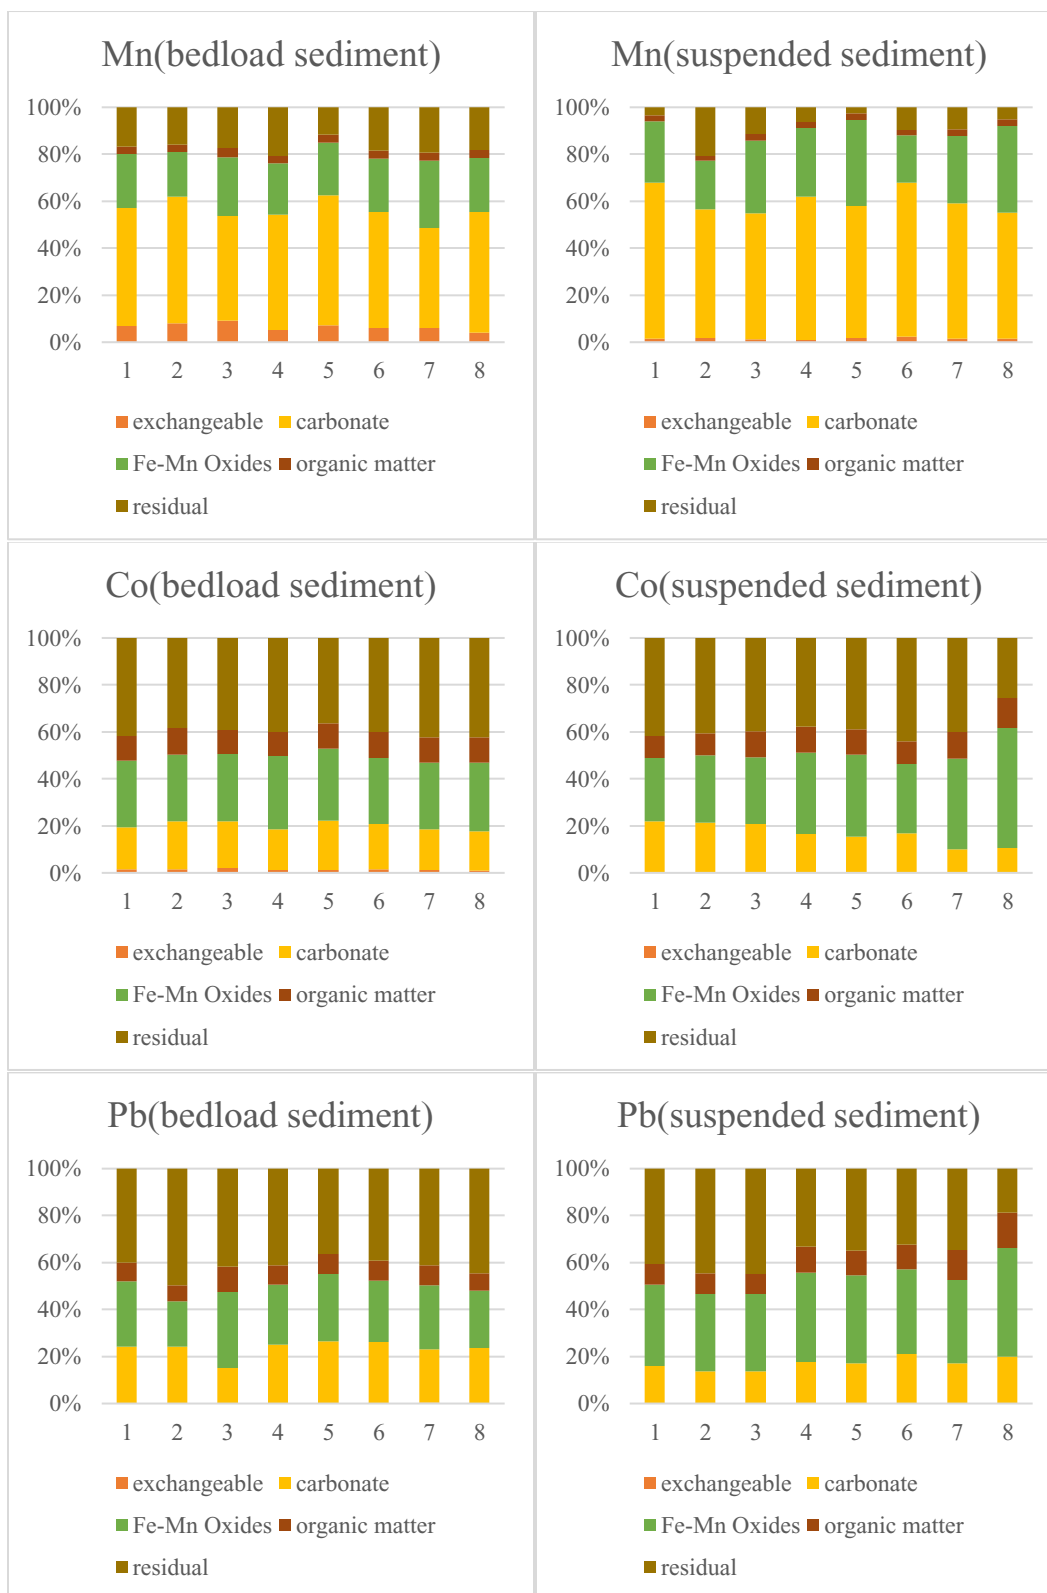 Mn(bedload sediment)
100%
80%
60%
40%
20%
0%
1 2 3 4 5 6 7 8
exchangeable carbonate
Fe-Mn Oxides organic matter
residual
Mn(suspended sediment)
100%
80%
60%
40%
20%
0%
1 2 3 4 5 6 7 8
exchangeable carbonate
Fe-Mn Oxides organic matter
residual
Co(bedload sediment)
100%
80%
60%
40%
20%
0%
1 2 3 4 5 6 7 8
exchangeable carbonate
Fe-Mn Oxides organic matter
residual
Co(suspended sediment)
100%
80%
60%
40%
20%
0%
1 2 3 4 5 6 7 8
exchangeable carbonate
Fe-Mn Oxides organic matter
residual
Pb(bedload sediment)
100%
80%
60%
40%
20%
0%
1 2 3 4 5 6 7 8
exchangeable carbonate
Fe-Mn Oxides organic matter
residual
Pb(suspended sediment)
100%
80%
60%
40%
20%
0%
1 2 3 4 5 6 7 8
exchangeable carbonate
Fe-Mn Oxides organic matter
residual